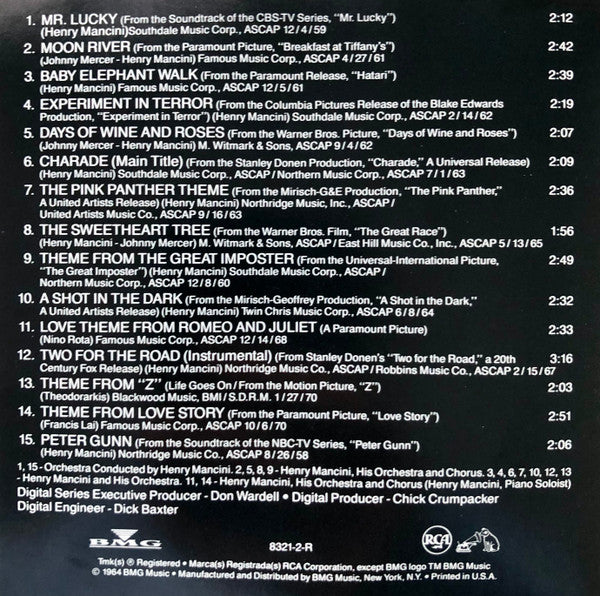 1. MR. LUCKY (From the Soundtrack of the CBS-TV Series, "Mr. Lucky") 2:12
(Henry Mancini)Southdale Music Corp., ASCAP 12/4/59
2. MOON RIVER (From the Paramount Picture, "Breakfast at Tiffany's") 2:42
(Johnny Mercer - Henry Mancini) Famous Music Corp., ASCAP 4/27/61
3. BABY ELEPHANT WALK (From the Paramount Release, "Hatari") 2:39
(Henry Mancini) Famous Music Corp., ASCAP 12/5/61
4. EXPERIMENT IN TERROR (From the Columbia Pictures Release of the Blake Edwards 2:19
Production, "Experiment in Terror") (Henry Mancini) Southdale Music Corp., ASCAP 2/14/62
5. DAYS OF WINE AND ROSES (From the Warner Bros. Picture, "Days of Wine and Roses") 2:07
(Johnny Mercer - Henry Mancini) M. Witmark & Sons, ASCAP 9/4/62
6. CHARADE (Main Title) (From the Stanley Donen Production, "Charade," A Universal Release) 2:09
(Henry Mancini) Southdale Music Corp., ASCAP/Northern Music Corp., ASCAP 7/1/63
7. THE PINK PANTHER THEME (From the Mirisch-G&E Production, "The Pink Panther," 2:36
A United Artists Release) (Henry Mancini) Northridge Music, Inc., ASCAP/
United Artists Music Co., ASCAP 9/16/63
8. THE SWEETHEART TREE (From the Warner Bros. Film, "The Great Race") 1:56
(Henry Mancini - Johnny Mercer) M. Witmark & Sons, ASCAP/East Hill Music Co., Inc., ASCAP 5/13/65
9. THEME FROM THE GREAT IMPOSTER (From the Universal-International Picture, 2:49
"The Great Imposter") (Henry Mancini) Southdale Music Corp., ASCAP/
Northern Music Corp., ASCAP 12/8/60
10. A SHOT IN THE DARK (From the Mirisch-Geoffrey Production, "A Shot in the Dark," 2:32
A United Artists Release) (Henry Mancini) Twin Chris Music Corp., ASCAP 6/8/64
11. LOVE THEME FROM ROMEO AND JULIET (A Paramount Picture) 2:33
(Nino Rota) Famous Music Corp., ASCAP 12/14/68
12. TWO FOR THE ROAD (Instrumental) (From Stanley Donen's "Two for the Road," a 20th 3:16
Century Fox Release) (Henry Mancini) Northridge Music Co., ASCAP/Robbins Music Co., ASCAP 2/15/67
13. THEME FROM "Z" (Life Goes On/From the Motion Picture, "Z") 2:03
(Theodorarkis) Blackwood Music, BMI/S.D.R.M. 1/27/70
14. THEME FROM LOVE STORY (From the Paramount Picture, "Love Story") 2:51
(Francis Lai) Famous Music Corp., ASCAP 10/6/70
15. PETER GUNN (From the Soundtrack of the NBC-TV Series, "Peter Gunn") 2:06
(Henry Mancini) Northridge Music Co., ASCAP 8/26/58
1, 15 - Orchestra Conducted by Henry Mancini. 2, 5, 8, 9 - Henry Mancini, His Orchestra and Chorus. 3, 4, 6, 7, 10, 12, 13
- Henry Mancini and His Orchestra. 11, 14 - Henry Mancini, His Orchestra and Chorus (Henry Mancini, Piano Soloist)
Digital Series Executive Producer - Don Wardell • Digital Producer - Chick Crumpacker
Digital Engineer - Dick Baxter
BMG 8321-2-R RCA
Tmk(s) ® Registered • Marca(s) Registrada(s) RCA Corporation, except BMG logo TM BMG Music
© 1964 BMG Music • Manufactured and Distributed by BMG Music, New York, N.Y. • Printed in U.S.A.